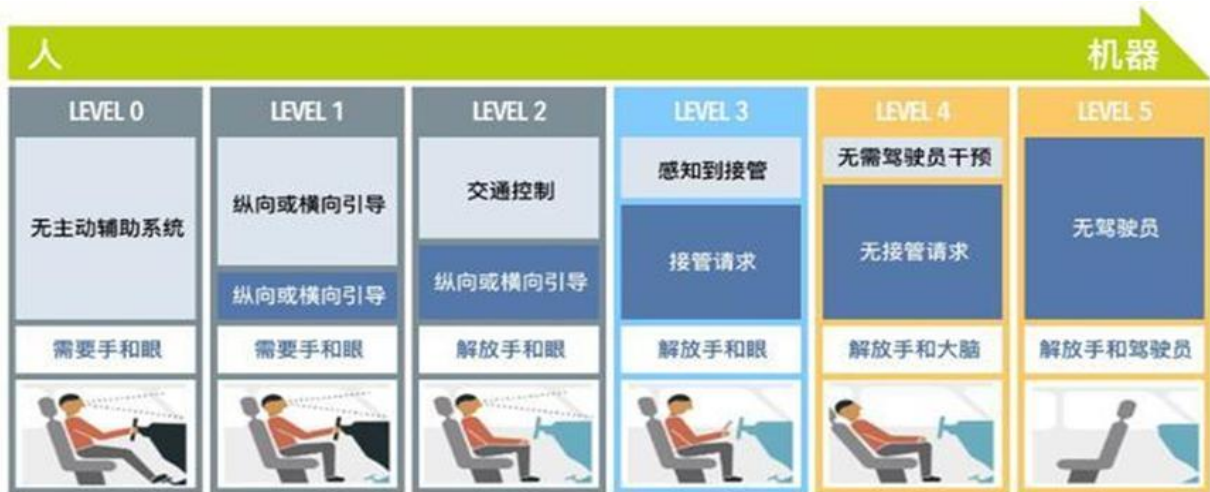 人
机器
LEVEL 0
LEVEL 1
LEVEL 2
LEVEL 3
LEVEL 4
LEVEL 5
无主动辅助系统
纵向或横向引导
纵向或横向引导
交通控制
纵向或横向引导
感知到接管
接管请求
无需驾驶员干预
无接管请求
无驾驶员
需要手和眼
需要手和眼
解放手和眼
解放手和眼
解放手和大脑
解放手和驾驶员